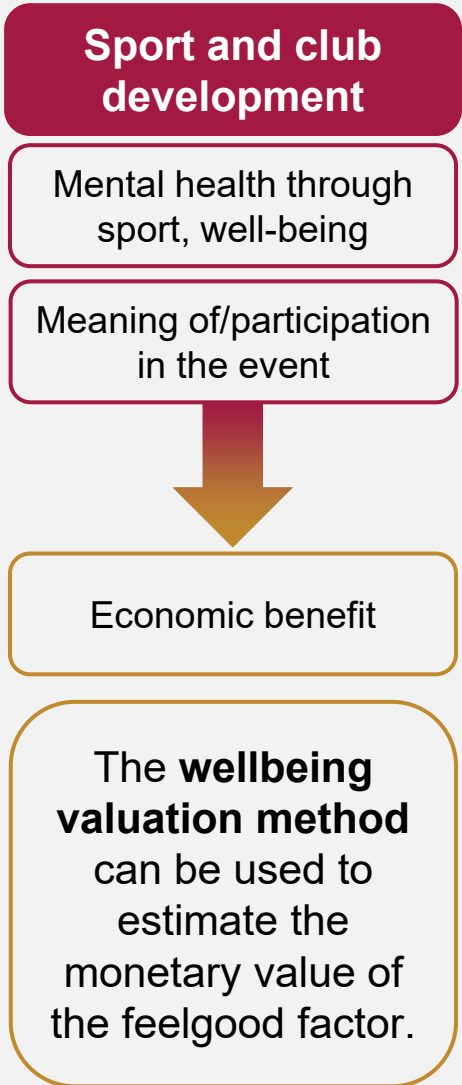 Sport and club
development
Mental health through
sport, well-being
Meaning of/participation
in the event
Economic benefit
The wellbeing
valuation method
can be used to
estimate the
monetary value of
the feelgood factor.